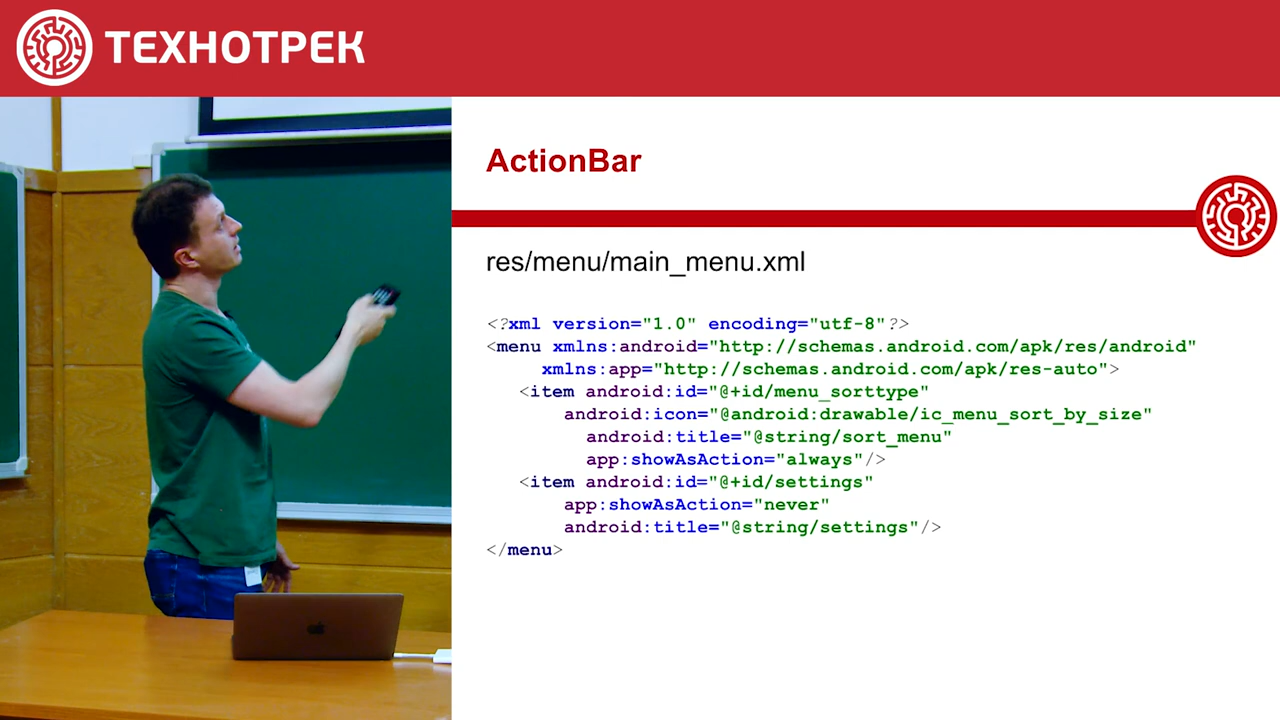 ТЕХНОТРЕК
ActionBar
res/menu/main_menu.xml
<?xml version="1.0" encoding="utf-8"?>
<menu xmlns:android="http://schemas.android.com/apk/res/android"
xmlns:app="http://schemas.android.com/apk/res-auto">
<item android:id="@+id/menu_sorttype"
android:icon="@android:drawable/ic_menu_sort_by_size"
android:title="@string/sort_menu"
app:showAsAction="always"/>
<item android:id="@+id/settings"
app:showAsAction="never"
android:title="@string/settings"/>
</menu>